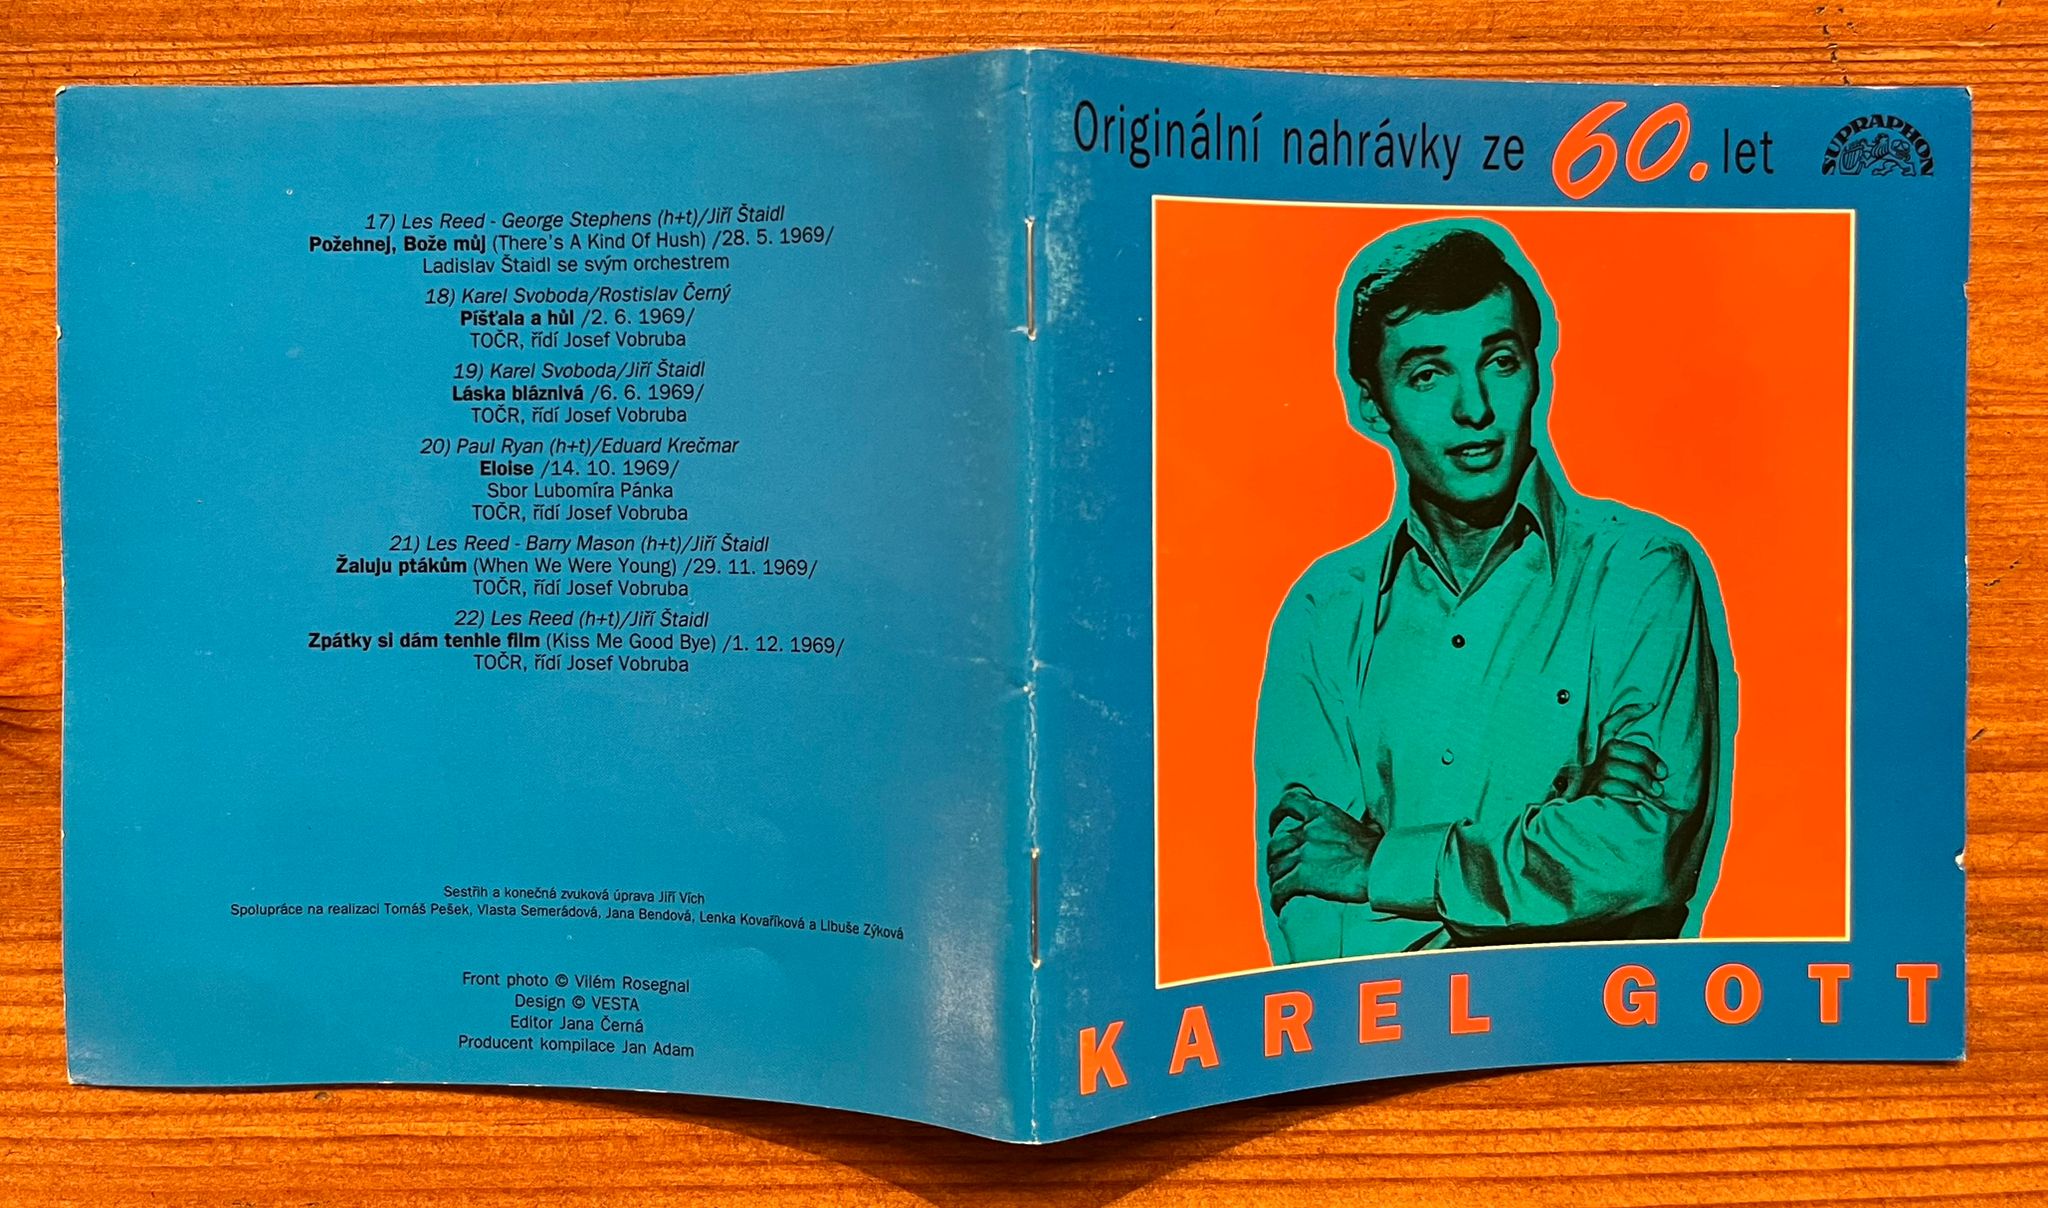 17) Les Reed - George Stephens (h+t)/Jiří Štaidl
Požehnej, Bože můj (There's A Kind Of Hush) /28. 5. 1969/
Ladislav Štaidl se svým orchestrem
18) Karel Svoboda/Rostislav Černý
Píšťala a hůl /2. 6. 1969/
TOČR, řídí Josef Vobruba
19) Karel Svoboda/Jiří Štaidl
Láska bláznivá /6. 6. 1969/
TOČR, řídí Josef Vobruba
20) Paul Ryan (h+t)/Eduard Krečmar
Eloise /14. 10. 1969/
Sbor Lubomíra Pánka
TOČR, řídí Josef Vobruba
21) Les Reed - Barry Mason (h+t)/Jiří Štaidl
Žaluju ptákům (When We Were Young) /29. 11. 1969/
TOČR, řídí Josef Vobruba
22) Les Reed (h+t)/Jiří Štaidl
Zpátky si dám tenhle film (Kiss Me Good Bye) /1. 12. 1969/
TOČR, řídí Josef Vobruba
Sestřih a konečná zvuková úprava Jiří Vích
Spolupráce na realizaci Tomáš Pešek, Vlasta Semerádová, Jana Bendová, Lenka Kovaříková a Libuše Zýková
Front photo © Vilém Rosegnal
Design © VESTA
Editor Jana Černá
Producent kompilace Jan Adam
Originální nahrávky ze 60. let
SUPRAPHON
KAREL GOTT